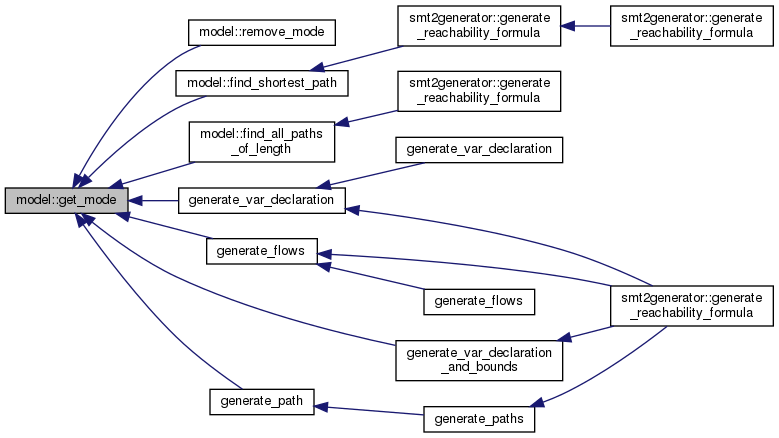 model::remove_mode
smt2generator::generate
_reachability_formula
smt2generator::generate
_reachability_formula
model::find_shortest_path
smt2generator::generate
_reachability_formula
model::find_all_paths
_of_length
generate_var_declaration
model::get_mode
generate_var_declaration
generate_flows
generate_flows
smt2generator::generate
_reachability_formula
generate_var_declaration
_and_bounds
generate_path
generate_paths